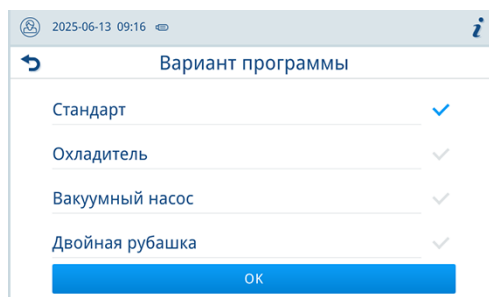 2025-06-13 09:16 i
Вариант программы
Стандарт
Охладитель
Вакуумный насос
Двойная рубашка
OK